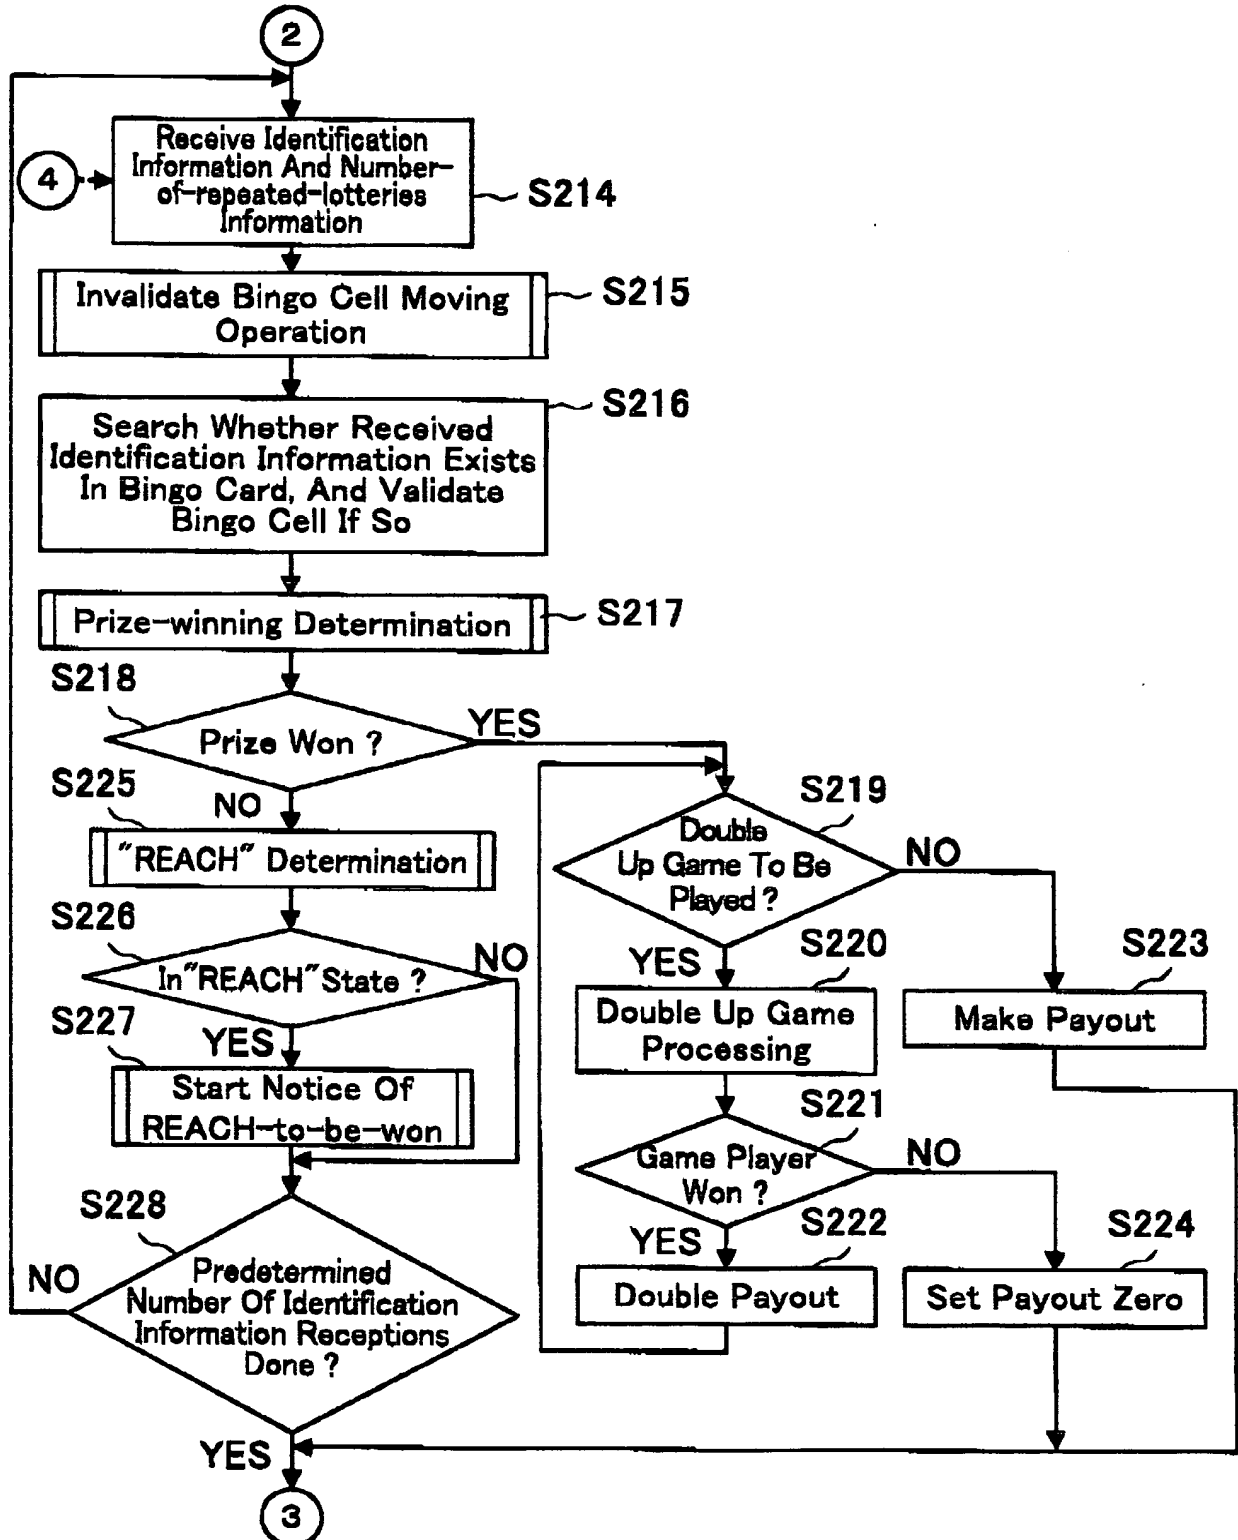 2
Receive Identification
Information And Number-
of-repeated-lotteries
Information
4
S214
Invalidate Bingo Cell Moving
Operation
S215
S216
Search Whether Received
Identification Information Exists
In Bingo Card, And Validate
Bingo Cell If So
Prize-winning Determination
S217
S218
Prize Won ?
YES
NO
S225
"REACH" Determination
S226
In "REACH" State ?
NO
YES
S227
Start Notice Of
REACH-to-be-won
S228
NO
Predetermined
Number Of Identification
Information Receptions
Done ?
YES
3
S219
Double
Up Game To Be
Played ?
NO
YES
S220
Double Up Game
Processing
S223
Make Payout
S221
Game Player
Won ?
NO
YES
S222
Double Payout
S224
Set Payout Zero